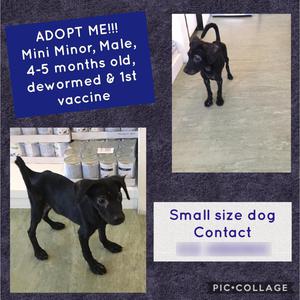 ADOPT ME!!!
Mini Minor, Male,
4-5 months old,
dewormed & 1st
vaccine
Small size dog
Contact
PIC•COLLAGE